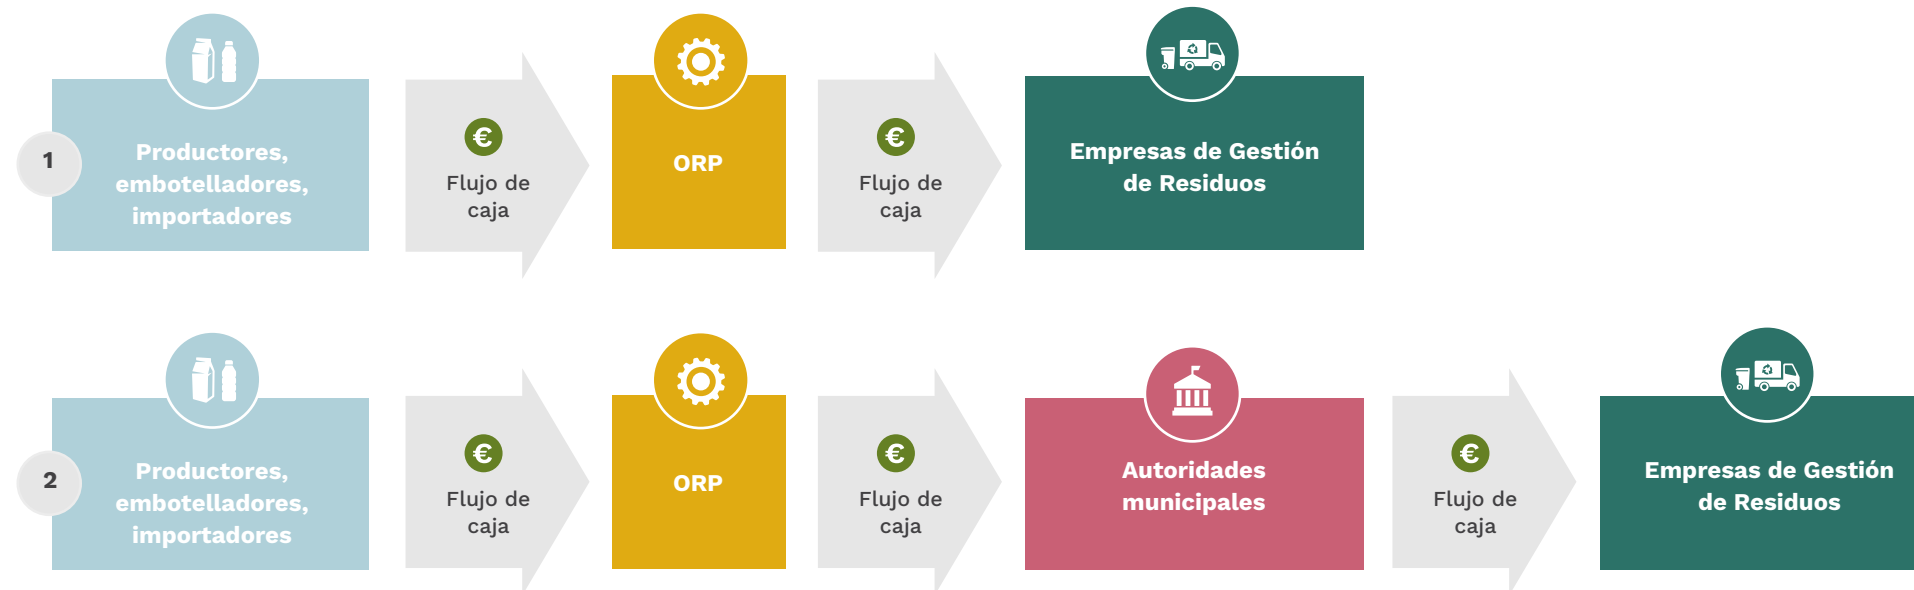 1
Productores,
embotelladores,
importadores
€
Flujo de
caja
ORP
€
Flujo de
caja
Empresas de Gestión
de Residuos
2
Productores,
embotelladores,
importadores
€
Flujo de
caja
ORP
€
Flujo de
caja
Autoridades
municipales
€
Flujo de
caja
Empresas de Gestión
de Residuos